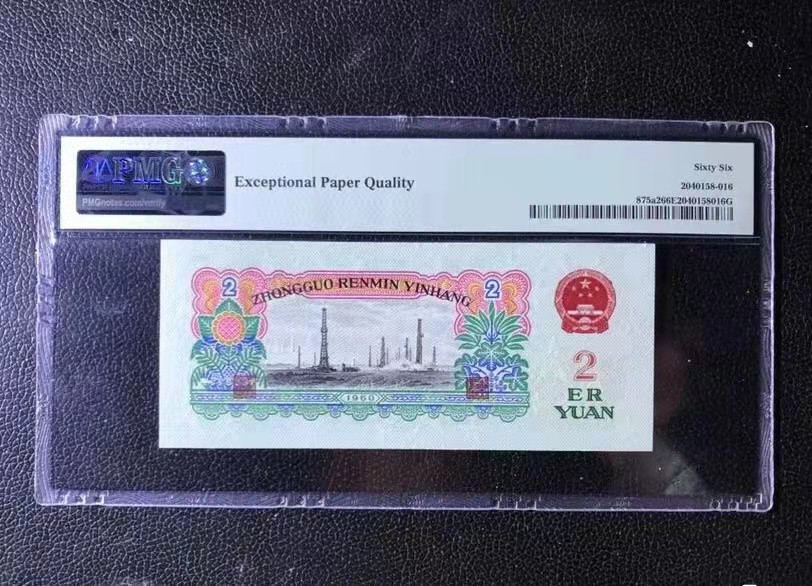 PMG
PMGnotes.com/verify
Exceptional Paper Quality
Sixty Six
2040158-016
875a266E2040158016G
2
ZHONGGUO RENMIN YINHANG
2
1960
2
ER
YUAN